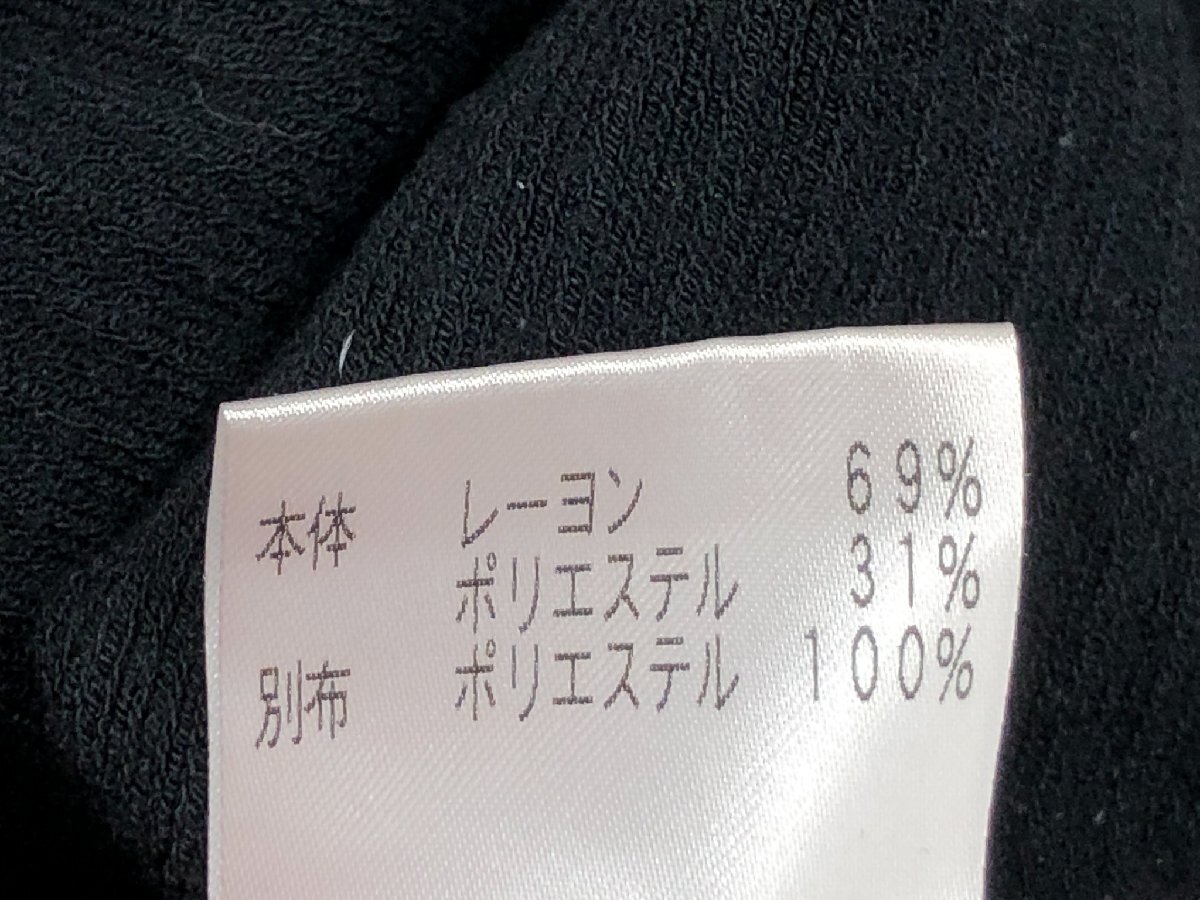 本体 レーヨン 69%
ポリエステル 31%
別布 ポリエステル 100%